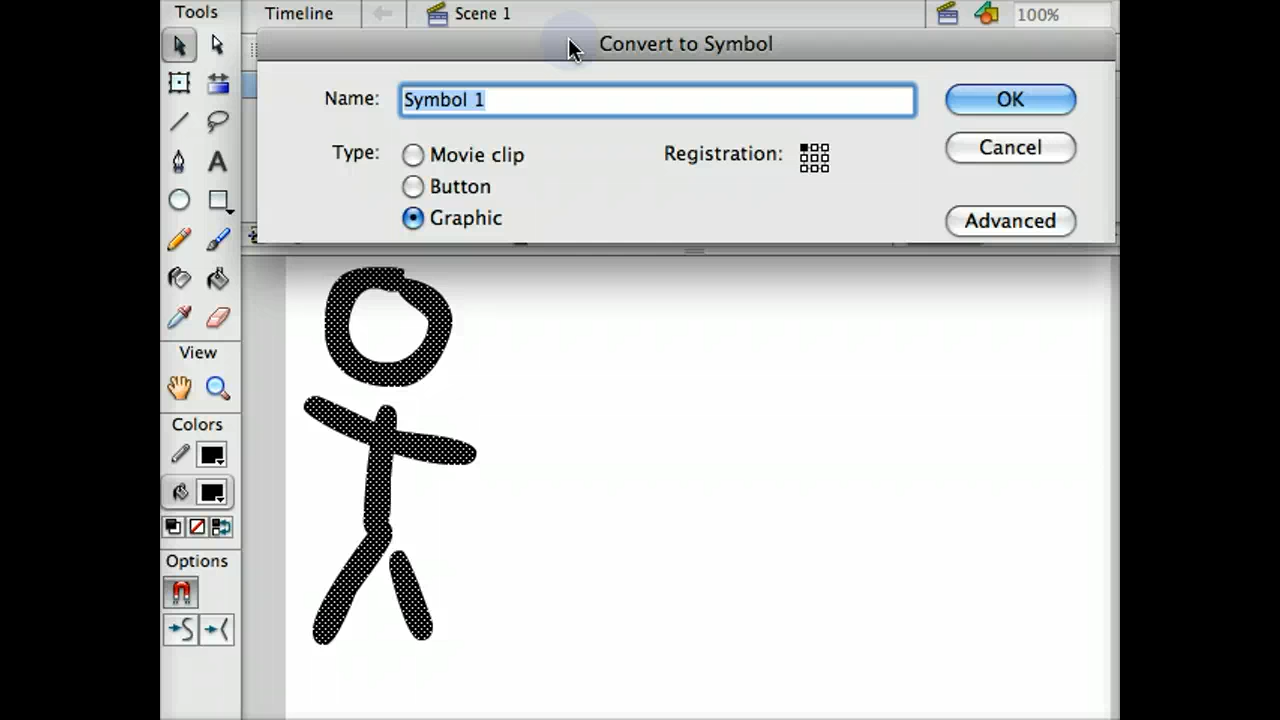 Tools
Timeline
Scene 1
100%
Convert to Symbol
Name:
Symbol 1
OK
Type:
Movie clip
Registration:
Cancel
Button
Graphic
Advanced
View
Colors
Options